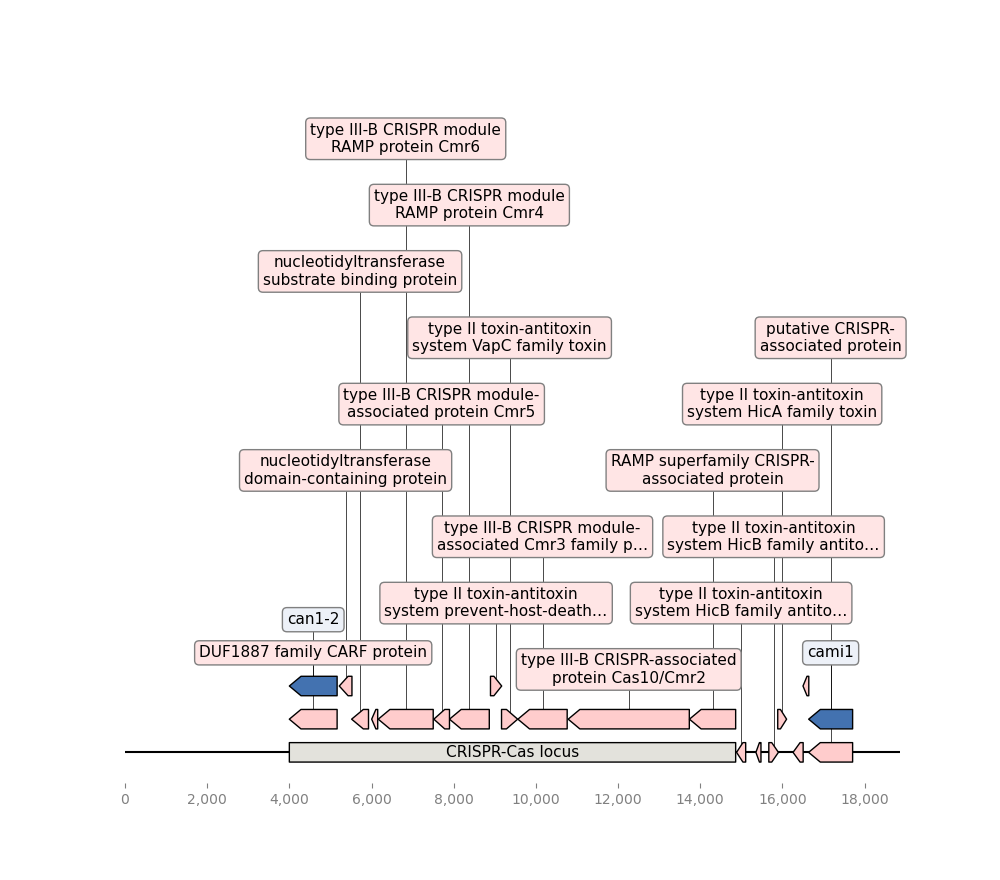 type III-B CRISPR module
RAMP protein Cmr6
type III-B CRISPR module
RAMP protein Cmr4
nucleotidyltransferase
substrate binding protein
type II toxin-antitoxin
system VapC family toxin
putative CRISPR-
associated protein
type III-B CRISPR module-
associated protein Cmr5
type II toxin-antitoxin
system HicA family toxin
nucleotidyltransferase
domain-containing protein
RAMP superfamily CRISPR-
associated protein
type III-B CRISPR module-
associated Cmr3 family p…
type II toxin-antitoxin
system HicB family antito…
type II toxin-antitoxin
system prevent-host-death…
type II toxin-antitoxin
system HicB family antito…
can1-2
DUF1887 family CARF protein
type III-B CRISPR-associated
protein Cas10/Cmr2
cami1
CRISPR-Cas locus
0 2,000 4,000 6,000 8,000 10,000 12,000 14,000 16,000 18,000